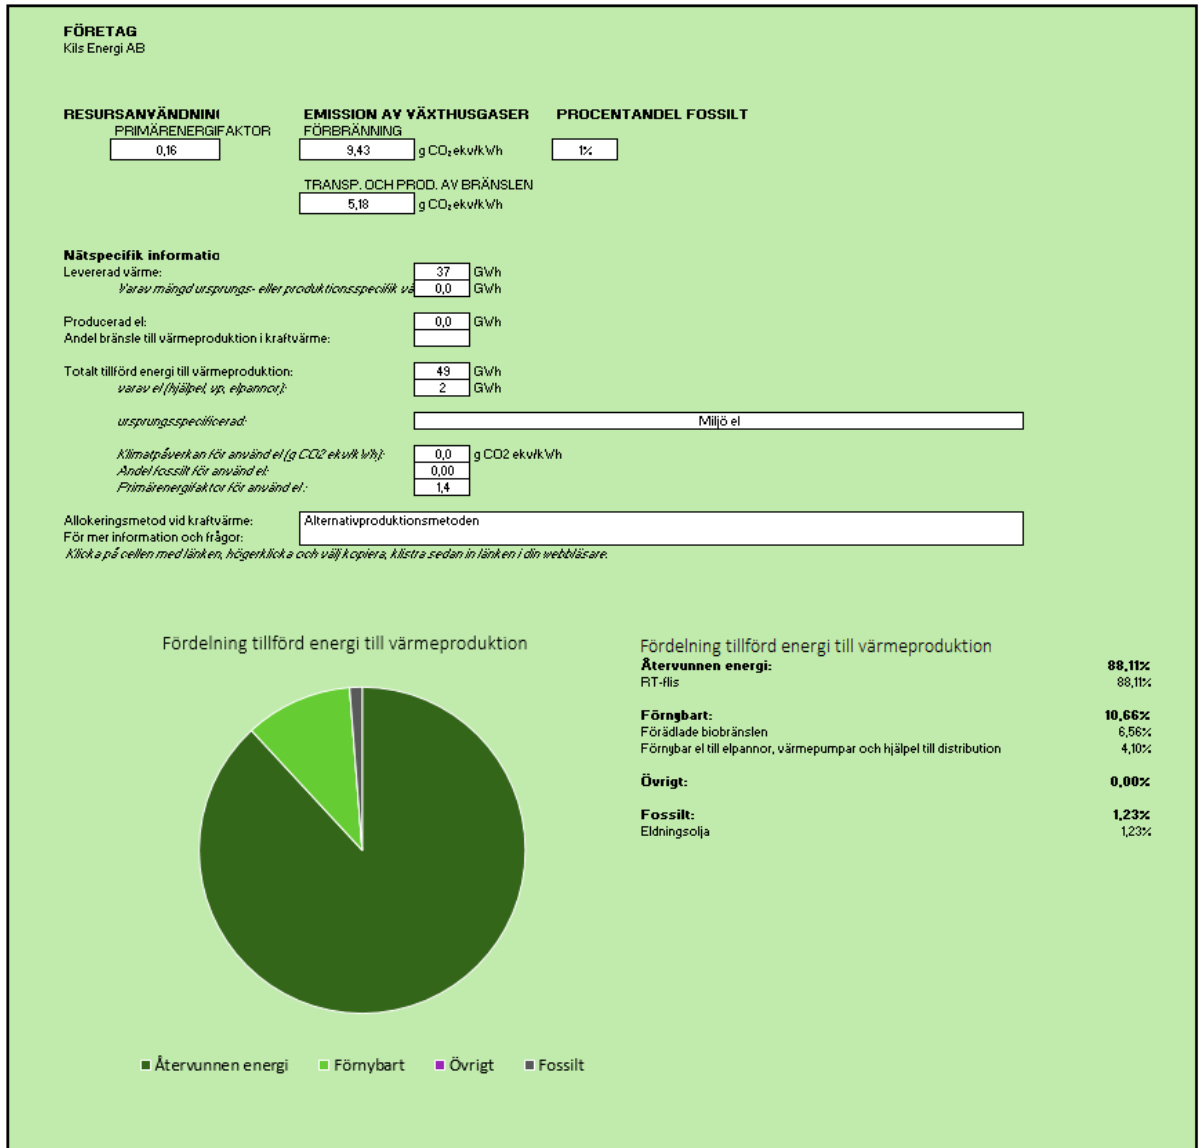 FÖRETAG
Kils Energi AB
RESURSANVÄNDNIN EMISSION AV VÄXTHUSGASER PROCENTANDEL FOSSILT
PRIMÄRENERGIFAKTOR FÖRBRÄNNING
0,16 9,43 g CO₂ekv/kWh 1%
TRANSP. OCH PROD. AV BRÄNSLEN
5,18 g CO₂ekv/kWh
Nätspecifik informatio
Levererad värme: 37 GWh
Varav mängd ursprungs- eller produktionsspecifik vä 0,0 GWh
Producerad el: 0,0 GWh
Andel bränsle till värmeproduktion i kraftvärme:
Totalt tillförd energi till värmeproduktion: 49 GWh
varav el (hjälpel, vp, elpannor): 2 GWh
ursprungsspecificerad: Miljö el
Klimatpåverkan för använd el (g CO2 ekv/kWh): 0,0 g CO2 ekv/kWh
Andel fossilt för använd el: 0,00
Primärenergifaktor för använd el.: 1,4
Allokeringsmetod vid kraftvärme: Alternativproduktionsmetoden
För mer information och frågor:
Klicka på cellen med länken, högerklicka och välj kopiera, klistra sedan in länken i din webbläsare.
Fördelning tillförd energi till värmeproduktion
Återvunnen energi Förnybart Övrigt Fossilt
Fördelning tillförd energi till värmeproduktion
Återvunnen energi: 88,11%
RT-flis 88,11%
Förnybart: 10,66%
Förädlade biobränslen 6,56%
Förnybar el till elpannor, värmepumpar och hjälpel till distribution 4,10%
Övrigt: 0,00%
Fossilt: 1,23%
Eldningsolja 1,23%